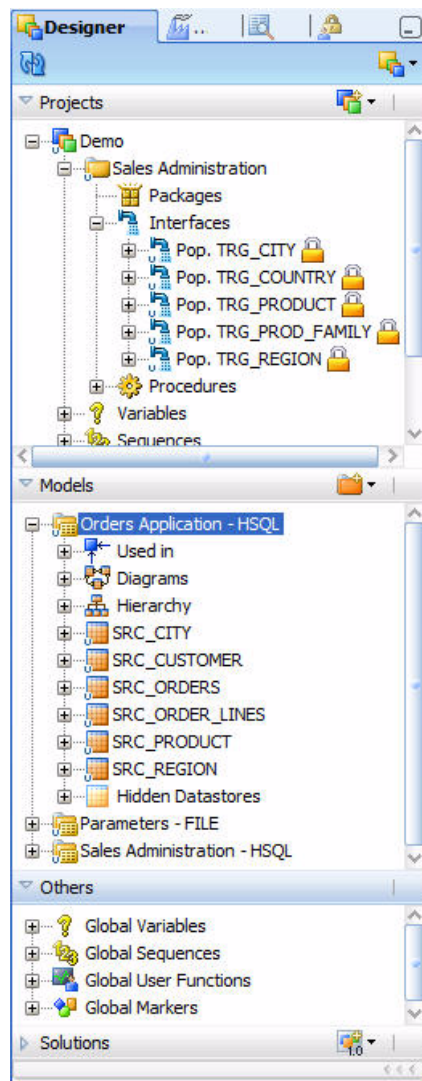 Designer
Projects
Demo
Sales Administration
Packages
Interfaces
Pop. TRG_CITY
Pop. TRG_COUNTRY
Pop. TRG_PRODUCT
Pop. TRG_PROD_FAMILY
Pop. TRG_REGION
Procedures
Variables
Sequences
Models
Orders Application - HSQL
Used in
Diagrams
Hierarchy
SRC_CITY
SRC_CUSTOMER
SRC_ORDERS
SRC_ORDER_LINES
SRC_PRODUCT
SRC_REGION
Hidden Datastores
Parameters - FILE
Sales Administration - HSQL
Others
Global Variables
Global Sequences
Global User Functions
Global Markers
Solutions 1.0